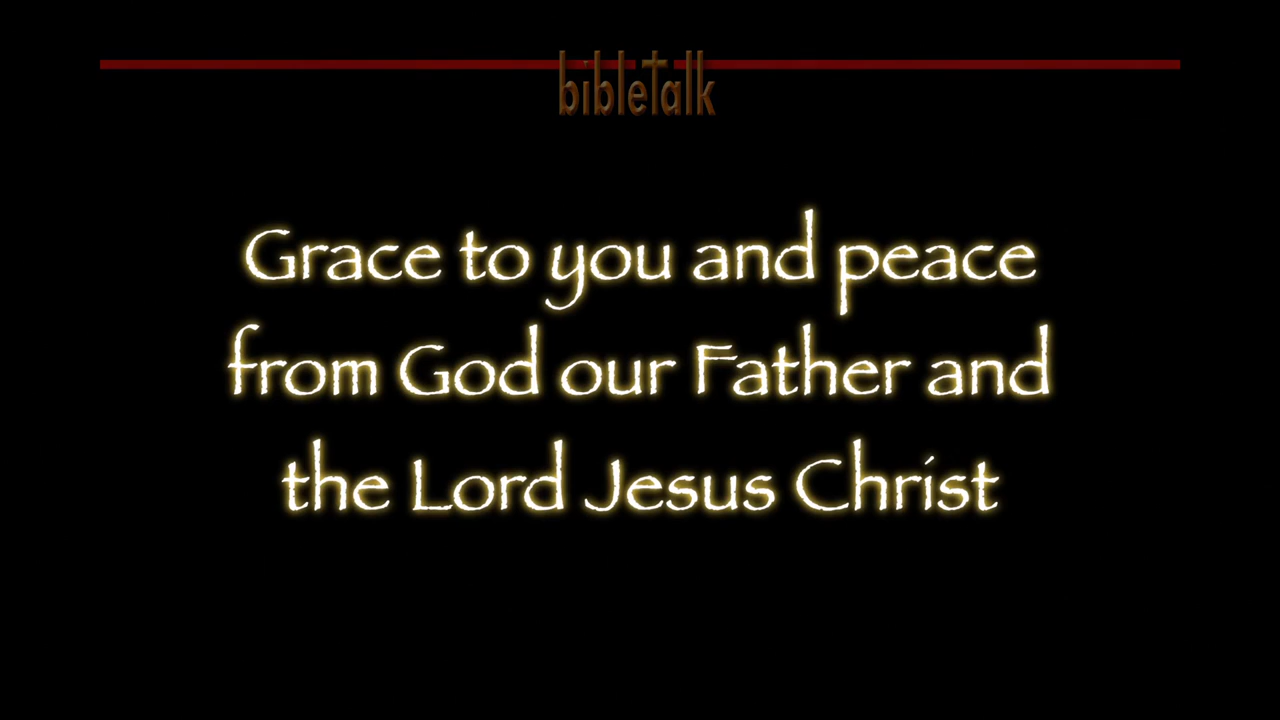 bibleTalk
Grace to you and peace
from God our Father and
the Lord Jesus Christ